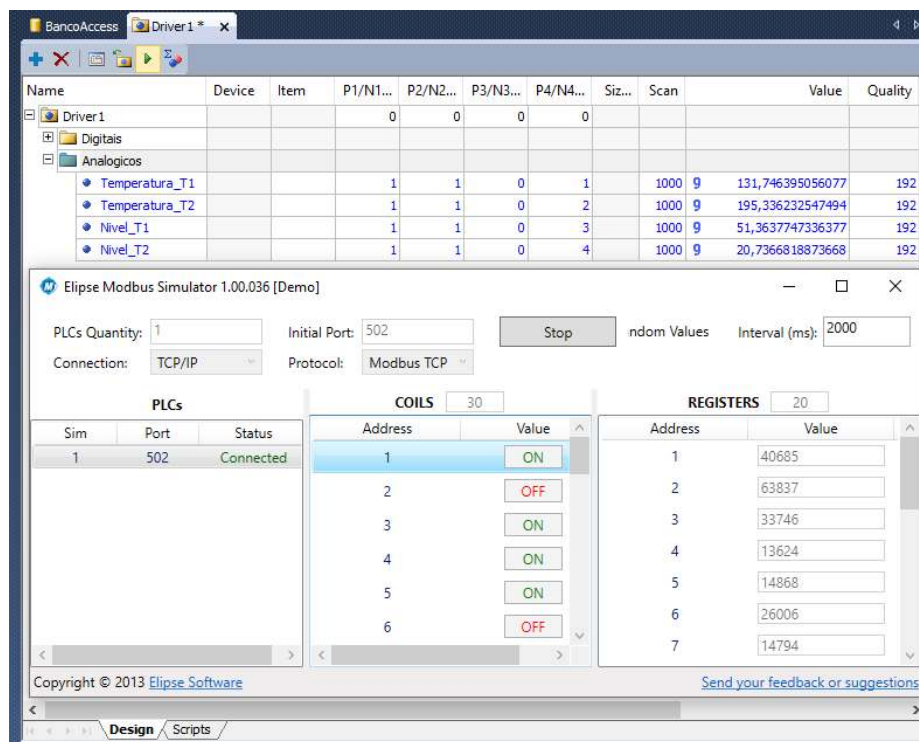 BancoAccess Driver1 *
Name Device Item P1/N1... P2/N2... P3/N3... P4/N4... Siz... Scan Value Quality
Driver1 0 0 0 0
Digitais
Analogicos
Temperatura_T1 1 1 0 1 1000 9 131,746395056077 192
Temperatura_T2 1 1 0 2 1000 9 195,336232547494 192
Nivel_T1 1 1 0 3 1000 9 51,3637747336377 192
Nivel_T2 1 1 0 4 1000 9 20,7366818873668 192
Elipse Modbus Simulator 1.00.036 [Demo]
PLCs Quantity: 1 Initial Port: 502 Stop ndom Values Interval (ms): 2000
Connection: TCP/IP Protocol: Modbus TCP
PLCs COILS 30 REGISTERS 20
Sim Port Status Address Value Address Value
1 502 Connected 1 ON 1 40685
2 OFF 2 63837
3 ON 3 33746
4 ON 4 13624
5 ON 5 14868
6 OFF 6 26006
7 14794
Copyright © 2013 Elipse Software Send your feedback or suggestions
Design Scripts